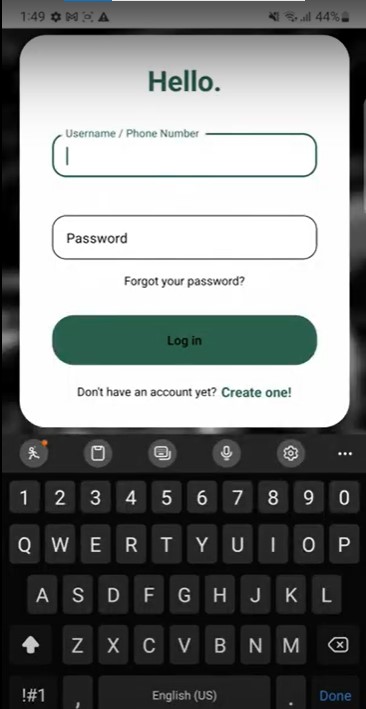 1:49 44%
Hello.
Username / Phone Number
Password
Forgot your password?
Log in
Don't have an account yet? Create one!
1 2 3 4 5 6 7 8 9 0
Q W E R T Y U I O P
A S D F G H J K L
Z X C V B N M
!#1 , English (US) . Done